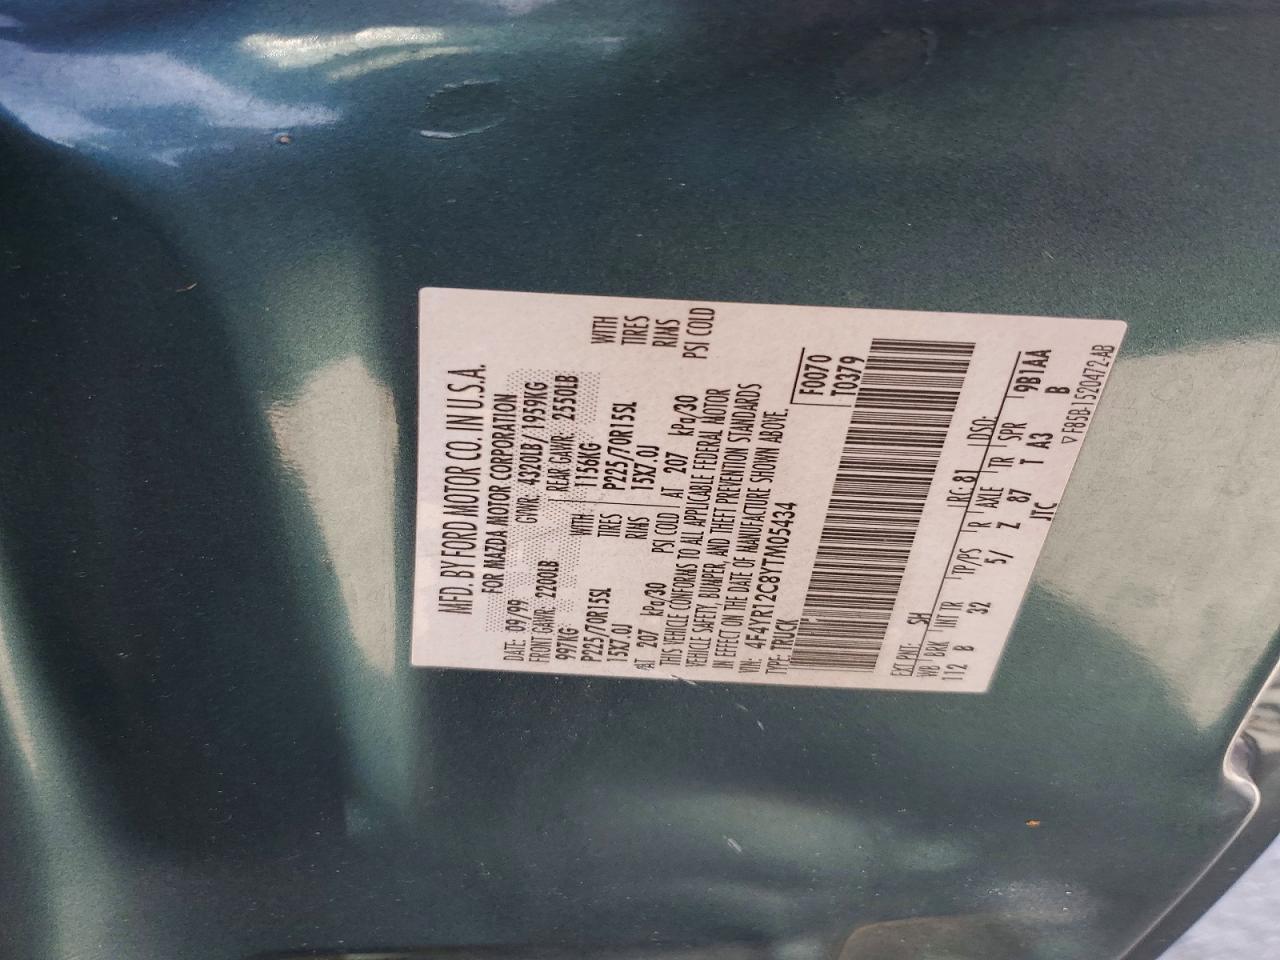 MFD. BY FORD MOTOR CO. IN U.S.A.
FOR MAZDA MOTOR CORPORATION
DATE: 09/99 GVWR: 4320LB/1959KG
FRONT GAWR: 2200LB REAR GAWR: 2550LB
997KG WITH 1156KG WITH
P225/70R15SL TIRES P225/70R15SL TIRES
15X7.0J RIMS 15X7.0J RIMS
AT 207 kPa/30 PSI COLD AT 207 kPa/30 PSI COLD
THIS VEHICLE CONFORMS TO ALL APPLICABLE FEDERAL MOTOR
VEHICLE SAFETY, BUMPER, AND THEFT PREVENTION STANDARDS
IN EFFECT ON THE DATE OF MANUFACTURE SHOWN ABOVE.
VIN: 4F4YR12C8YTM05434
TYPE: TRUCK
F0070
T0379
EXT PNT: SH RC: 81 DSO:
WB BRK INT TR TP/PS R AXLE TR SPR
112 B 32 5/ Z 87 T A3 9B1AA
JTC B
▽ F85B-1520472-AB